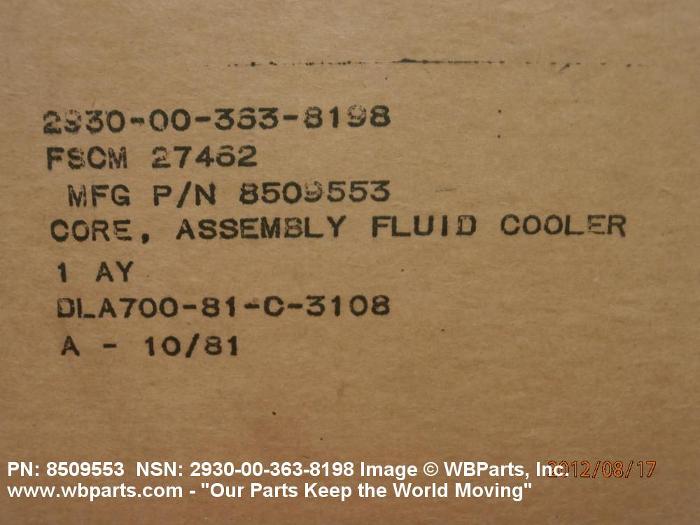 2930-00-363-8198
FSCM 27462
MFG P/N 8509553
CORE, ASSEMBLY FLUID COOLER
1 AY
DLA700-81-C-3108
A - 10/81
PN: 8509553 NSN: 2930-00-363-8198 Image © WBParts, Inc.
2012/08/17
www.wbparts.com - "Our Parts Keep the World Moving"